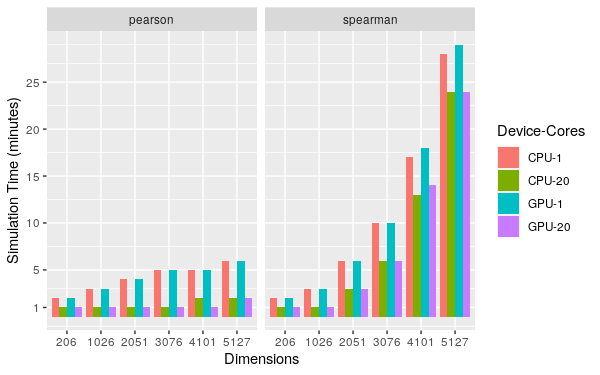 pearson spearman
Simulation Time (minutes)
25
20
15
10
5
1
206 1026 2051 3076 4101 5127 206 1026 2051 3076 4101 5127
Dimensions
Device-Cores
CPU-1
CPU-20
GPU-1
GPU-20